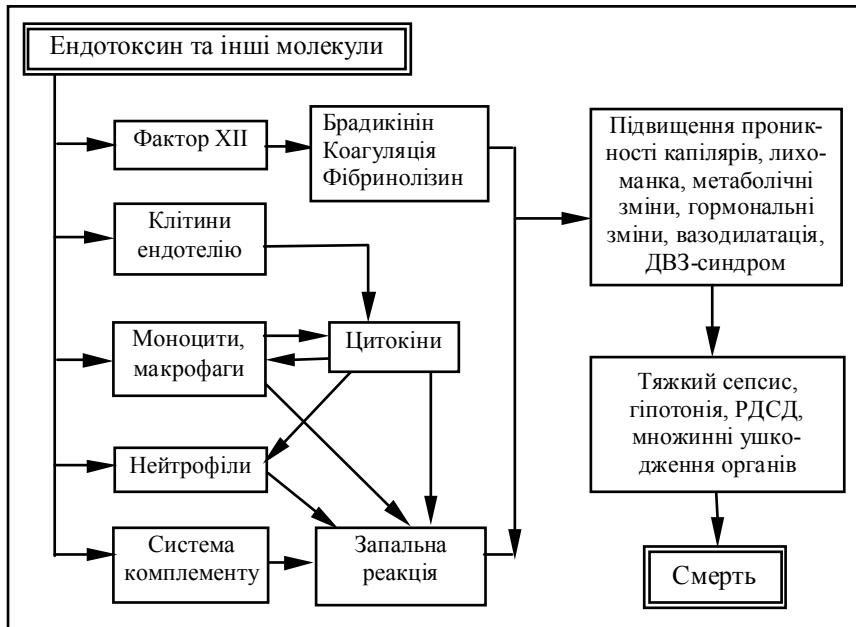 Ендотоксин та інші молекули
Фактор XII
Брадикінін
Коагуляція
Фібринолізин
Підвищення проник-
ності капілярів, лихо-
манка, метаболічні
зміни, гормональні
зміни, вазодилатація,
ДВЗ-синдром
Клітини
ендотелію
Моноцити,
макрофаги
Цитокіни
Тяжкий сепсис,
гіпотонія, РДСД,
множинні ушко-
дження органів
Нейтрофіли
Система
комплементу
Запальна
реакція
Смерть